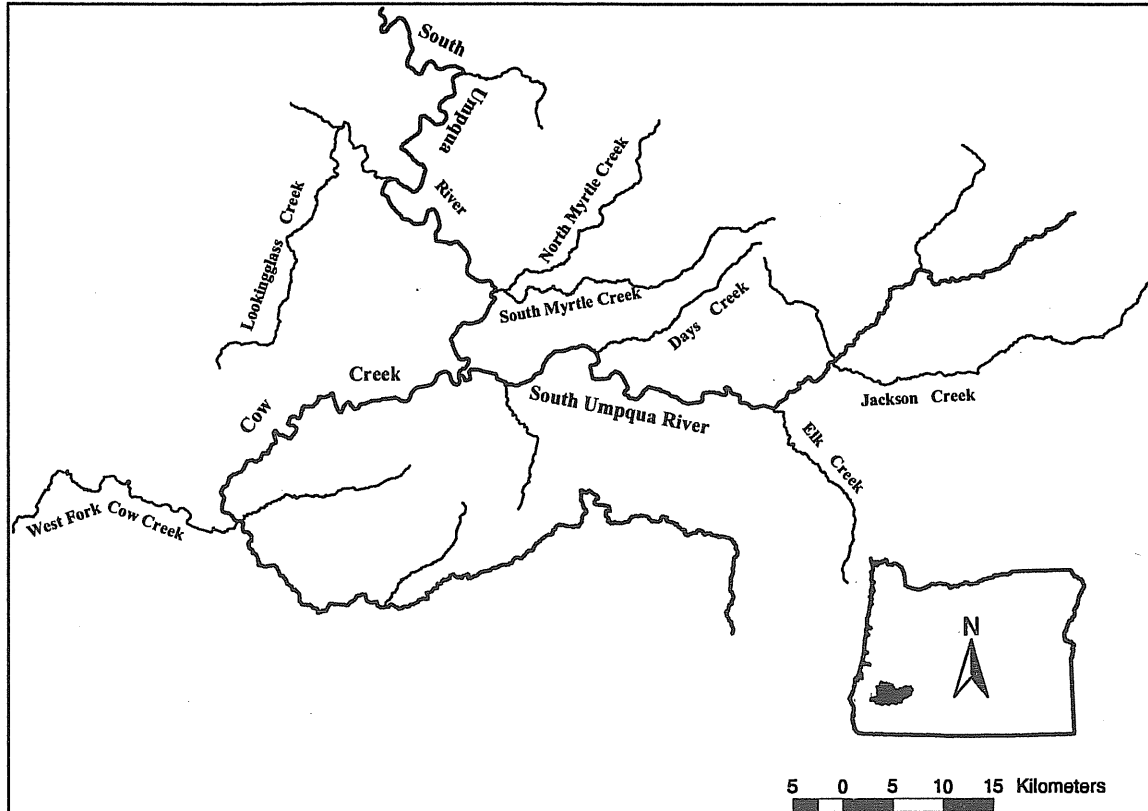 South
Umpqua
River
Lookingglass Creek
North Myrtle Creek
South Myrtle Creek
Days Creek
Cow Creek
South Umpqua River
Jackson Creek
Elk Creek
West Fork Cow Creek
N
5 0 5 10 15 Kilometers